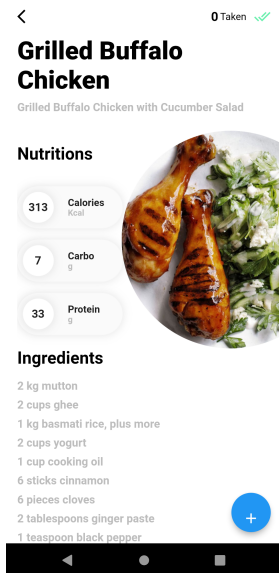 0 Taken
Grilled Buffalo
Chicken
Grilled Buffalo Chicken with Cucumber Salad
Nutritions
313 Calories
Kcal
7 Carbo
g
33 Protein
g
Ingredients
2 kg mutton
2 cups ghee
1 kg basmati rice, plus more
2 cups yogurt
1 cup cooking oil
6 sticks cinnamon
6 pieces cloves
2 tablespoons ginger paste
1 teaspoon black pepper